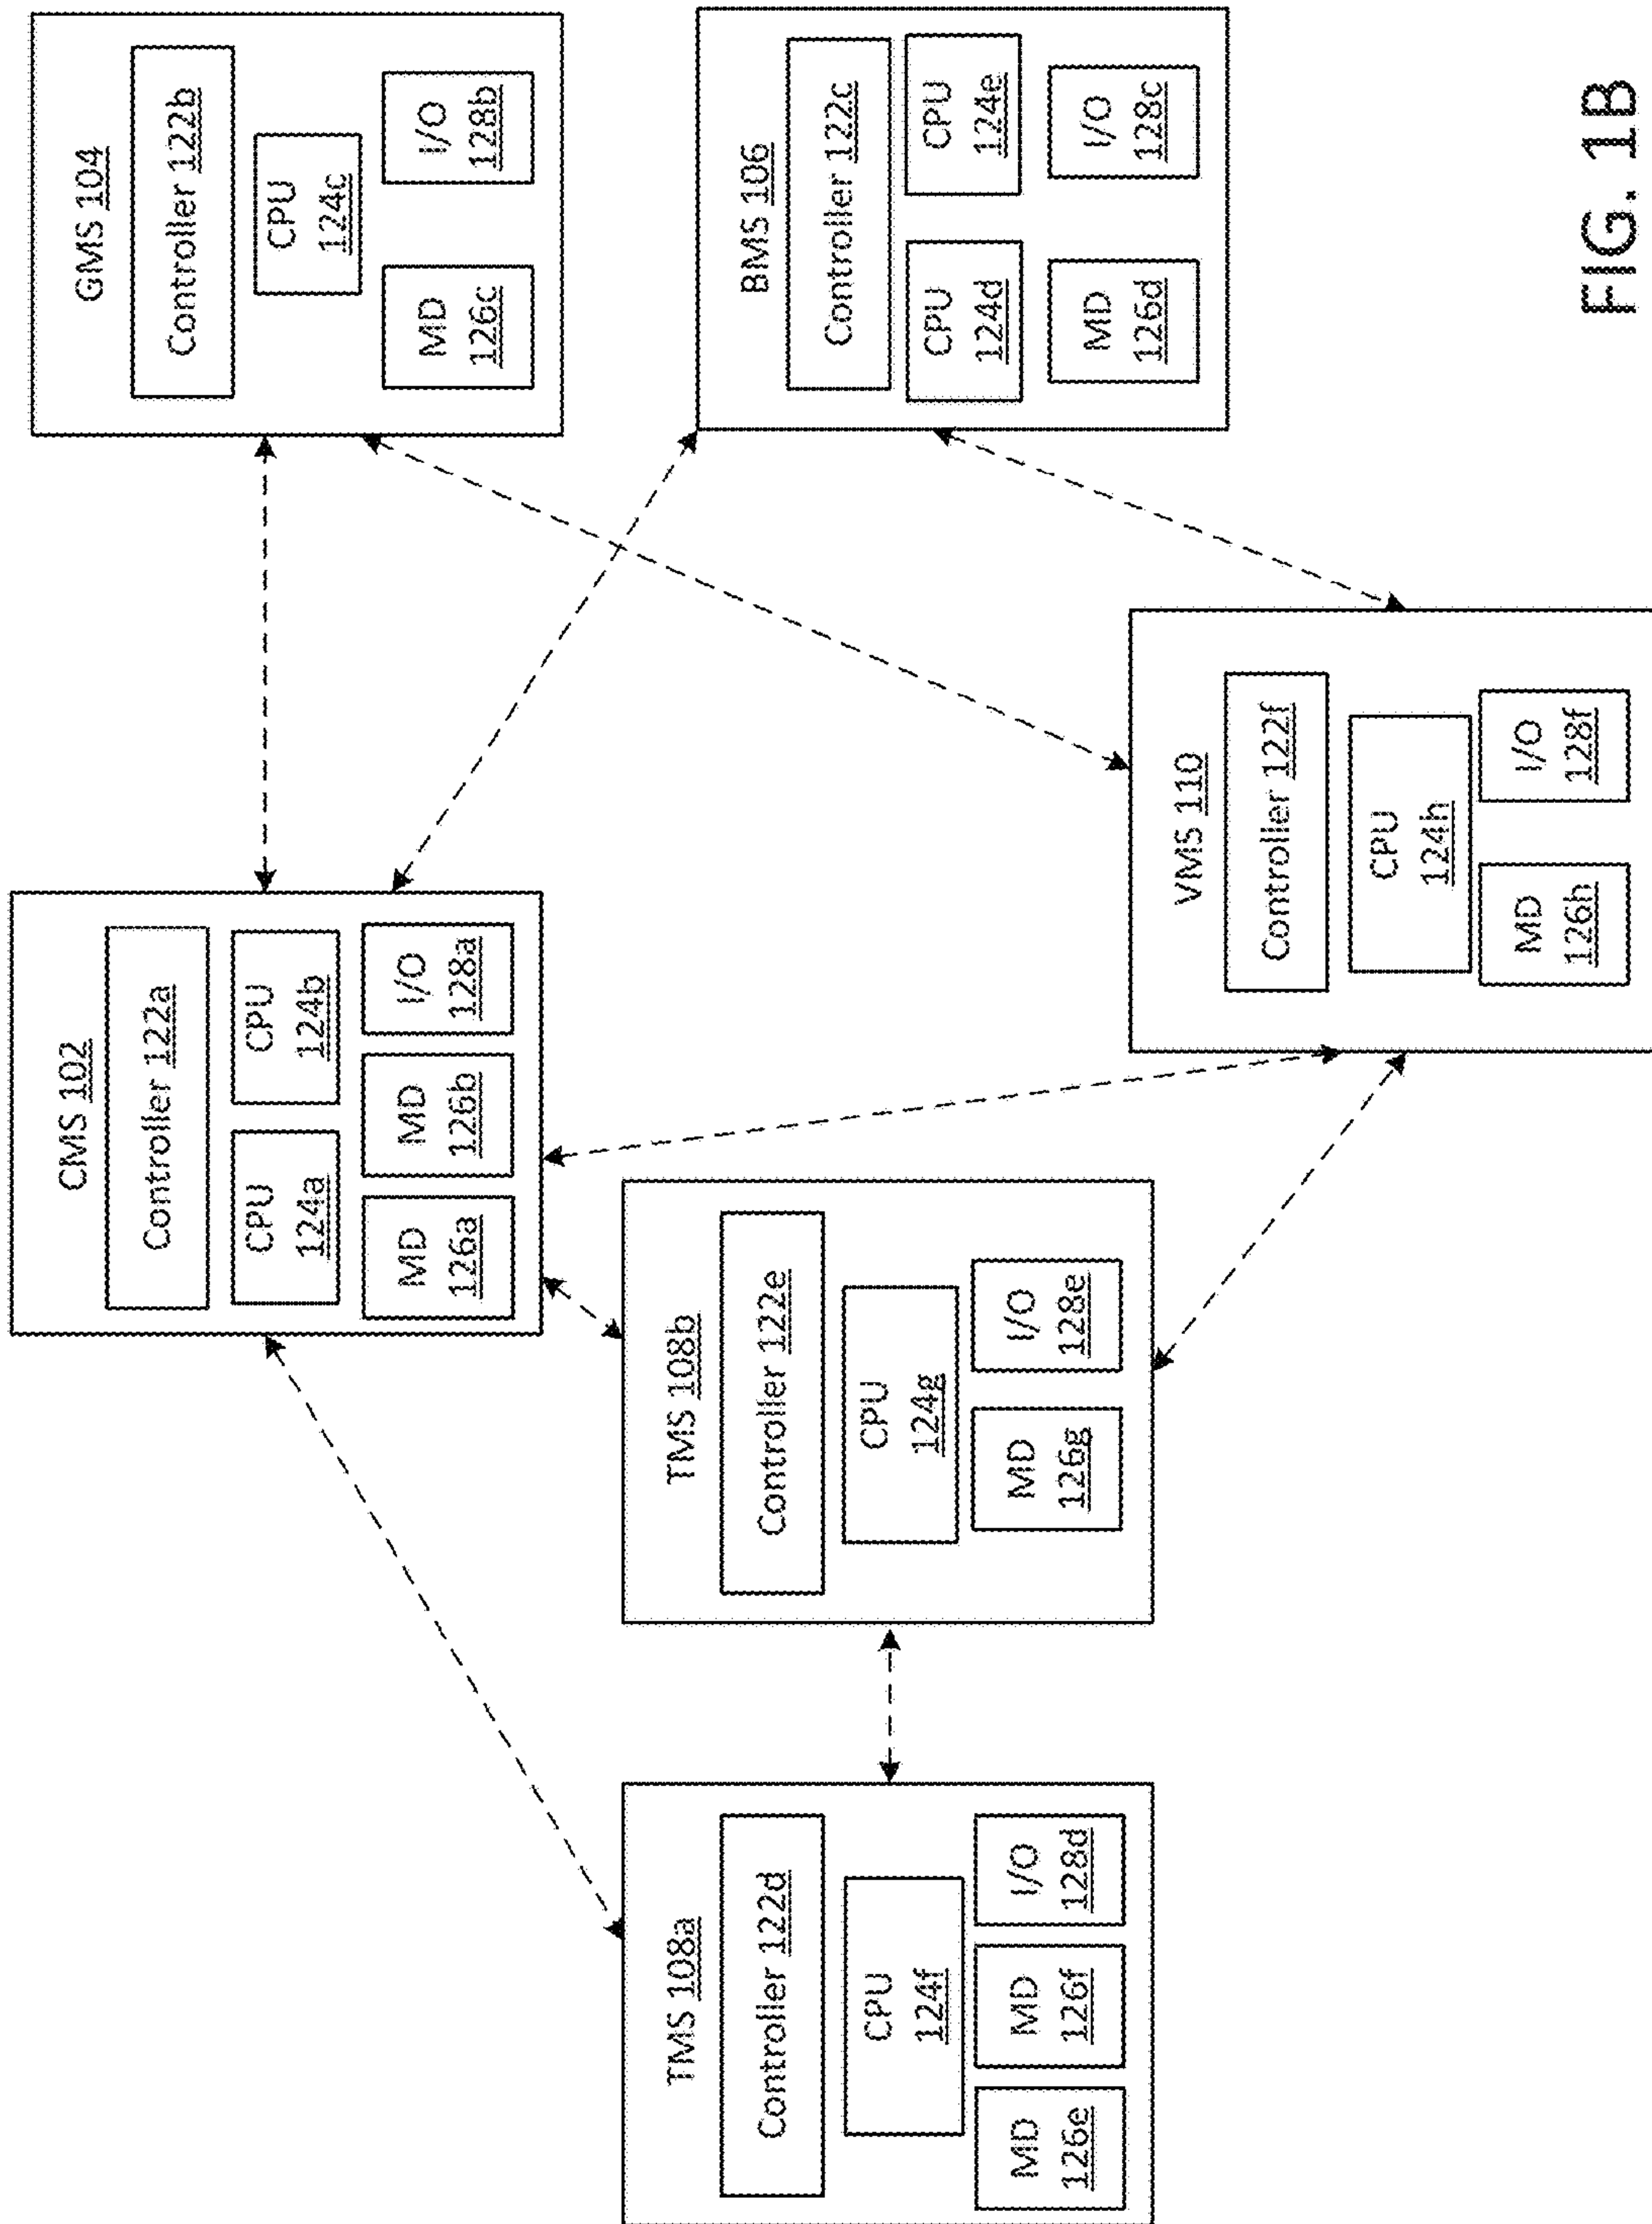 CMS 102
Controller 122a
CPU
124a
CPU
124b
MD
126a
MD
126b
I/O
128a
GMS 104
Controller 122b
CPU
124c
MD
126c
I/O
128b
TMS 108a
Controller 122d
CPU
124f
MD
126e
MD
126f
I/O
128d
TMS 108b
Controller 122e
CPU
124g
MD
126g
I/O
128e
BMS 106
Controller 122c
CPU
124d
CPU
124e
MD
126d
I/O
128c
VMS 110
Controller 122f
CPU
124h
MD
126h
I/O
128f
FIG. 1B